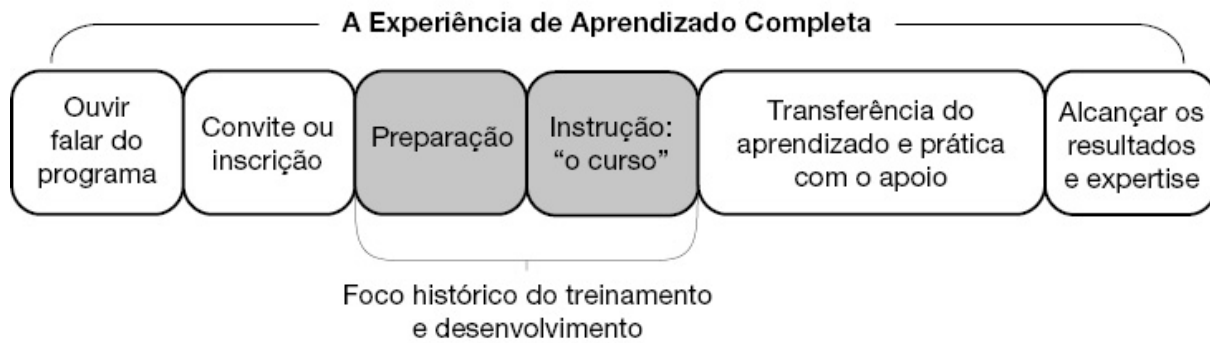 A Experiência de Aprendizado Completa
Ouvir
falar do
programa
Convite ou
inscrição
Preparação
Instrução:
“o curso”
Transferência do
aprendizado e prática
com o apoio
Alcançar os
resultados
e expertise
Foco histórico do treinamento
e desenvolvimento